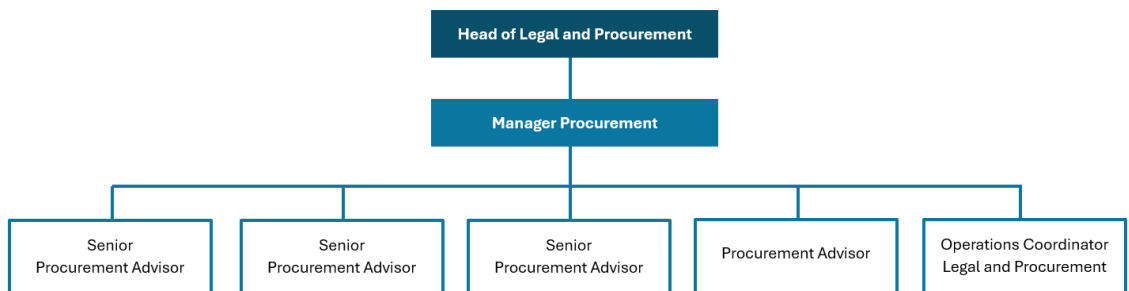 Head of Legal and Procurement
Manager Procurement
Senior
Procurement Advisor
Senior
Procurement Advisor
Senior
Procurement Advisor
Procurement Advisor
Operations Coordinator
Legal and Procurement